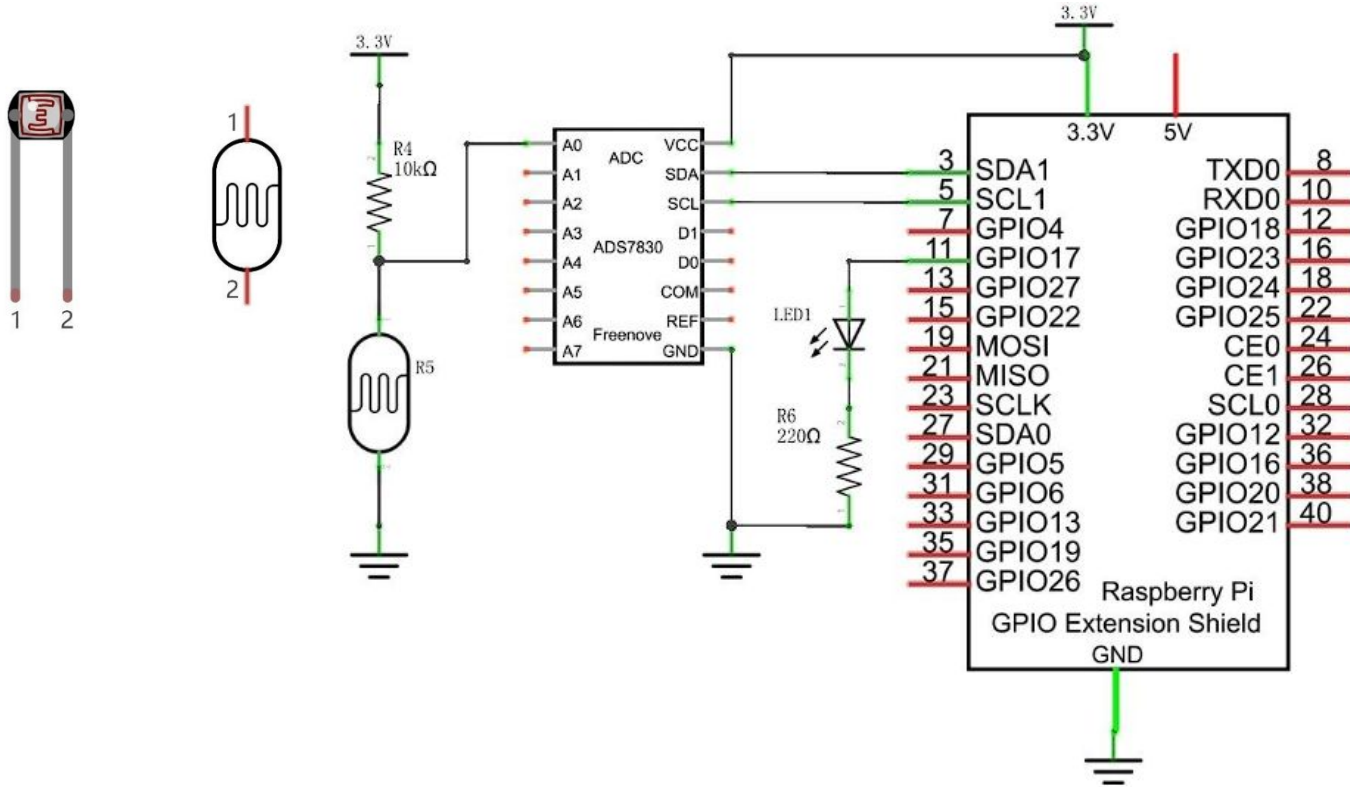 1 2
1
2
3.3V
R4
10kΩ
R5
A0
A1
A2
A3
A4
A5
A6
A7
ADC
ADS7830
Freenove
VCC
SDA
SCL
D1
D0
COM
REF
GND
LED1
R6
220Ω
3.3V
3.3V 5V
3 SDA1
5 SCL1
7 GPIO4
11 GPIO17
13 GPIO27
15 GPIO22
19 MOSI
21 MISO
23 SCLK
27 SDA0
29 GPIO5
31 GPIO6
33 GPIO13
35 GPIO19
37 GPIO26
TXD0 8
RXD0 10
GPIO18 12
GPIO23 16
GPIO24 18
GPIO25 22
CE0 24
CE1 26
SCL0 28
GPIO12 32
GPIO16 36
GPIO20 38
GPIO21 40
Raspberry Pi
GPIO Extension Shield
GND